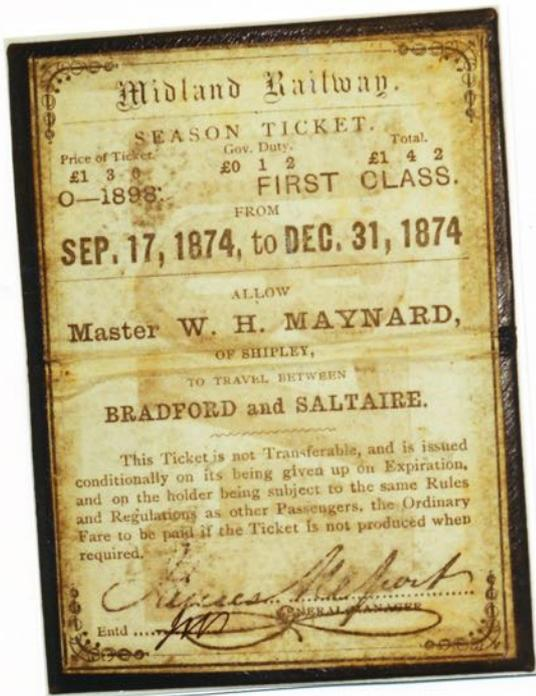 Midland Railway.
SEASON TICKET.
Price of Ticket. Gov. Duty. Total.
£1 3 0 £0 1 2 £1 4 2
O—1898. FIRST CLASS.
FROM
SEP. 17, 1874, to DEC. 31, 1874
ALLOW
Master W. H. MAYNARD,
OF SHIPLEY,
TO TRAVEL BETWEEN
BRADFORD and SALTAIRE.
This Ticket is not Transferable, and is issued
conditionally on its being given up on Expiration,
and on the holder being subject to the same Rules
and Regulations as other Passengers, the Ordinary
Fare to be paid if the Ticket is not produced when
required.
James Allport
GENERAL MANAGER
Entd